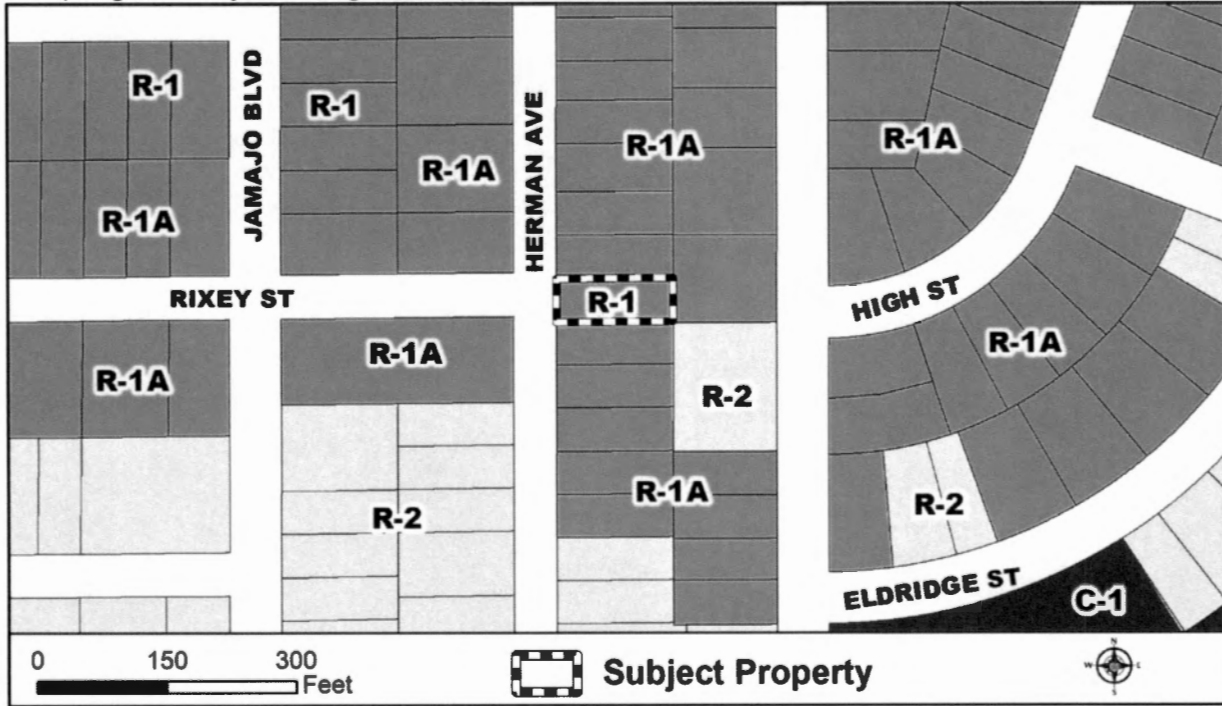 R-1
JAMAJO BLVD
R-1
HERMAN AVE
R-1A
R-1A
R-1A
R-1A
RIXEY ST
R-1
HIGH ST
R-1A
R-1A
R-1A
R-2
R-1A
R-2
R-2
ELDRIDGE ST
C-1
0 150 300
Feet
Subject Property
N
W
E
S